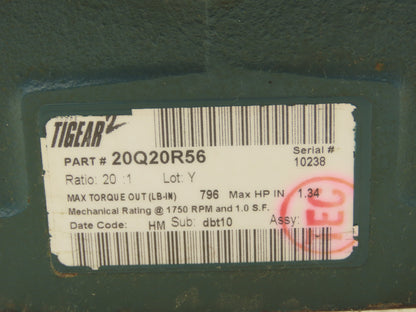 TIGEAR 2
PART # 20Q20R56
Serial #
10238
Ratio: 20 :1 Lot: Y
MAX TORQUE OUT (LB-IN) 796 Max HP IN 1.34
Mechanical Rating @ 1750 RPM and 1.0 S.F.
Date Code: HM Sub: dbt10 Assy:
REG